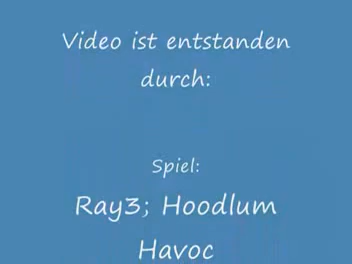 Video ist entstanden
durch:
Spiel:
Ray3; Hoodlum
Havoc